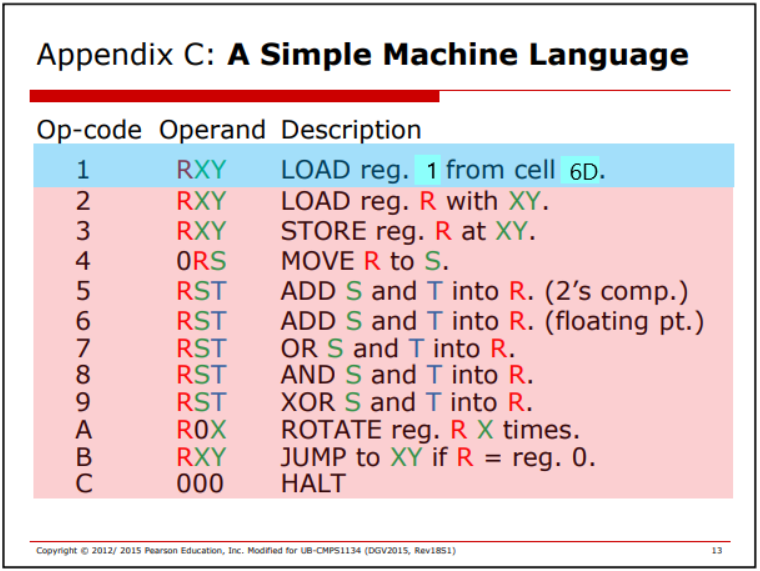 Appendix C: A Simple Machine Language
Op-code Operand Description
1 RXY LOAD reg. 1 from cell 6D.
2 RXY LOAD reg. R with XY.
3 RXY STORE reg. R at XY.
4 0RS MOVE R to S.
5 RST ADD S and T into R. (2’s comp.)
6 RST ADD S and T into R. (floating pt.)
7 RST OR S and T into R.
8 RST AND S and T into R.
9 RST XOR S and T into R.
A R0X ROTATE reg. R X times.
B RXY JUMP to XY if R = reg. 0.
C 000 HALT
Copyright © 2012/ 2015 Pearson Education, Inc. Modified for UB-CMPS1134 (DGV2015, Rev18S1) 13